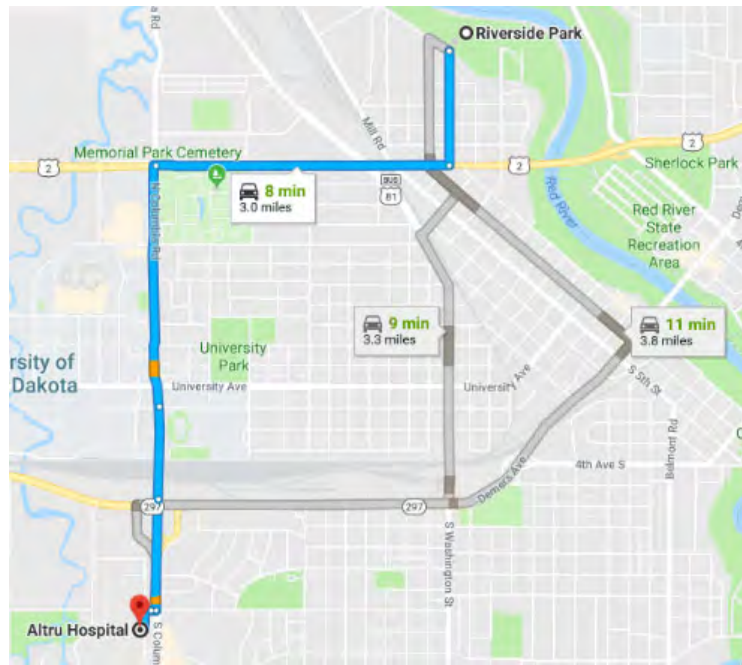 Riverside Park
Mill Rd
Memorial Park Cemetery
2
2
2
Sherlock Park
BUS
81
8 min
3.0 miles
N Columbia Rd
Red River
Red River
State
Recreation
Area
9 min
3.3 miles
11 min
3.8 miles
University
Park
rsity of
Dakota
University Ave
University Ave
S 5th St
Belmont Rd
4th Ave S
Demers Ave
297
297
S Washington St
Altru Hospital
S Colum